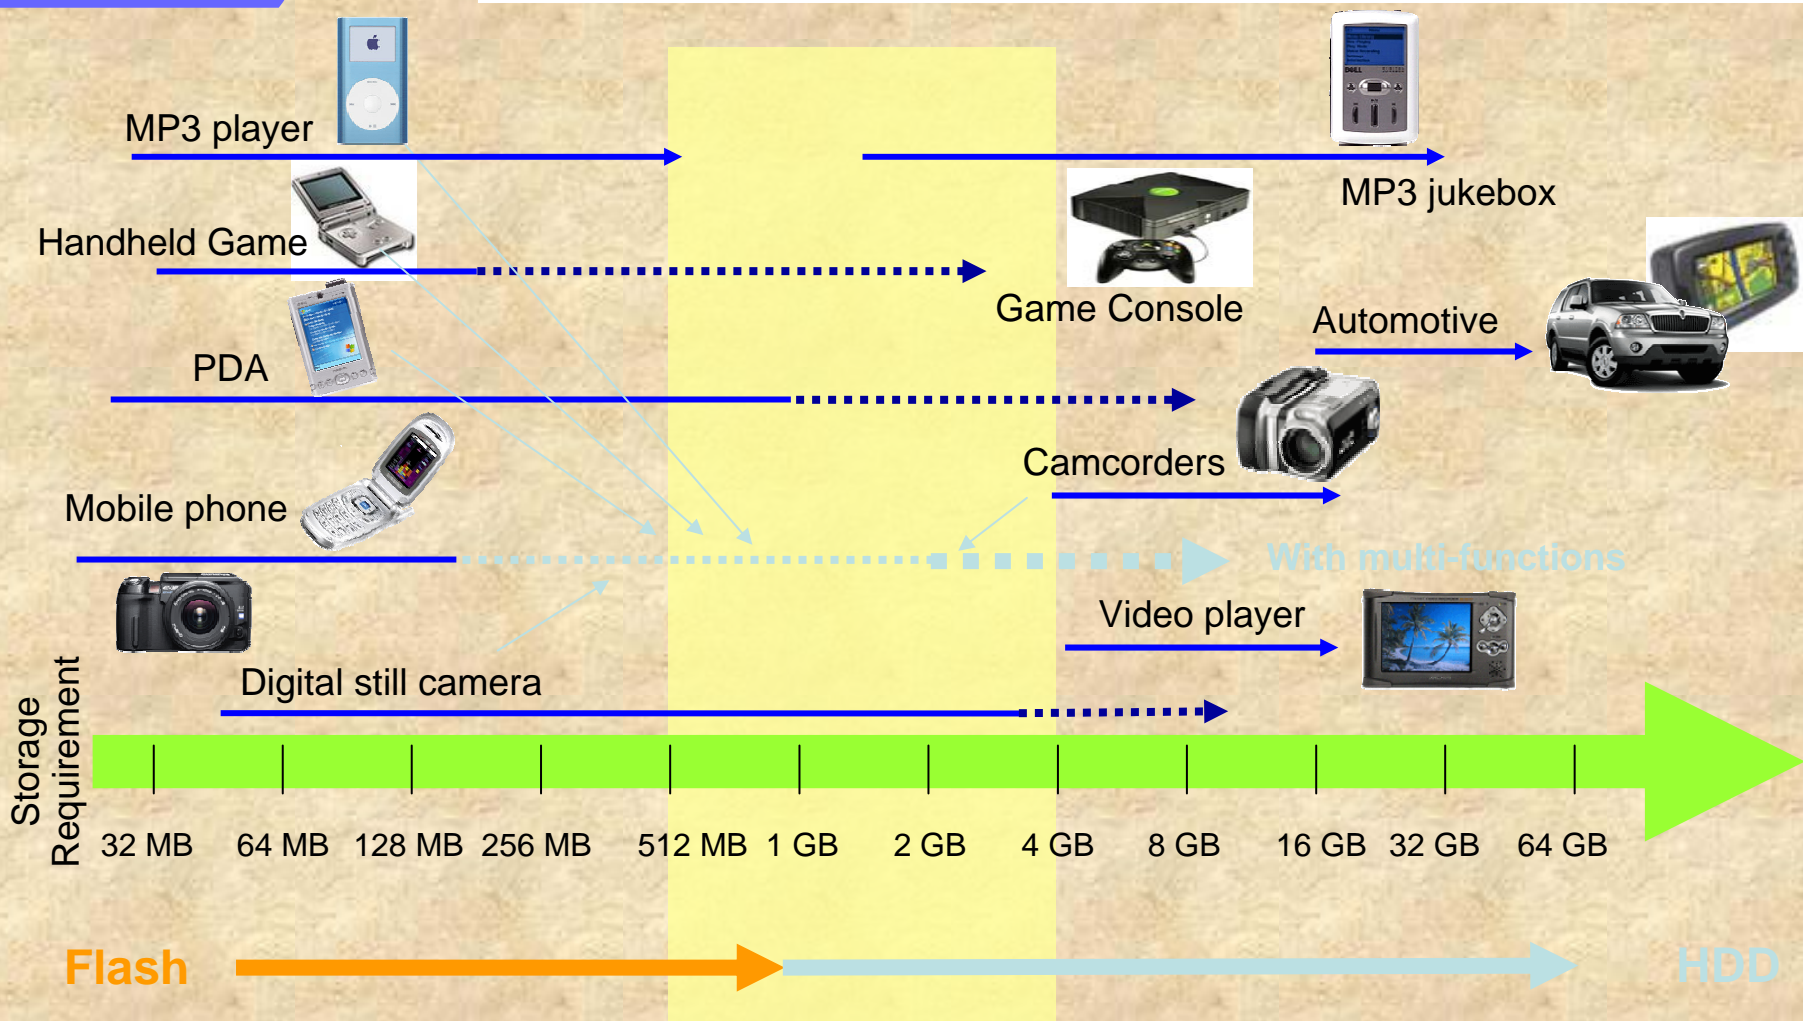 MP3 player
MP3 jukebox
Handheld Game
Game Console
Automotive
PDA
Camcorders
Mobile phone
With multi-functions
Video player
Digital still camera
Storage
Requirement
32 MB 64 MB 128 MB 256 MB 512 MB 1 GB 2 GB 4 GB 8 GB 16 GB 32 GB 64 GB
Flash HDD
DELL